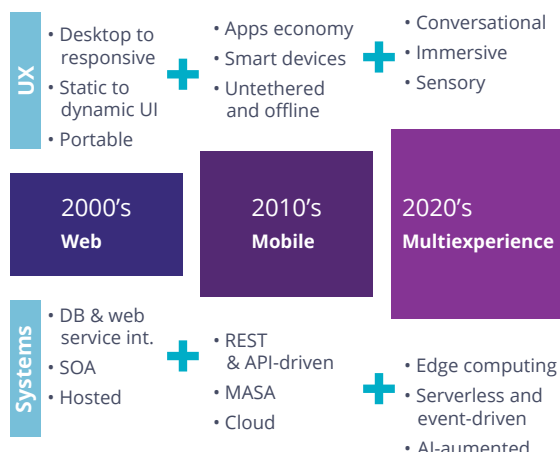 UX
• Desktop to
responsive
• Static to
dynamic UI
• Portable
• Apps economy
• Smart devices
• Untethered
and offline
• Conversational
• Immersive
• Sensory
2000's
Web
2010's
Mobile
2020's
Multiexperience
Systems
• DB & web
service int.
• SOA
• Hosted
• REST
& API-driven
• MASA
• Cloud
• Edge computing
• Serverless and
event-driven
• AI-augmented